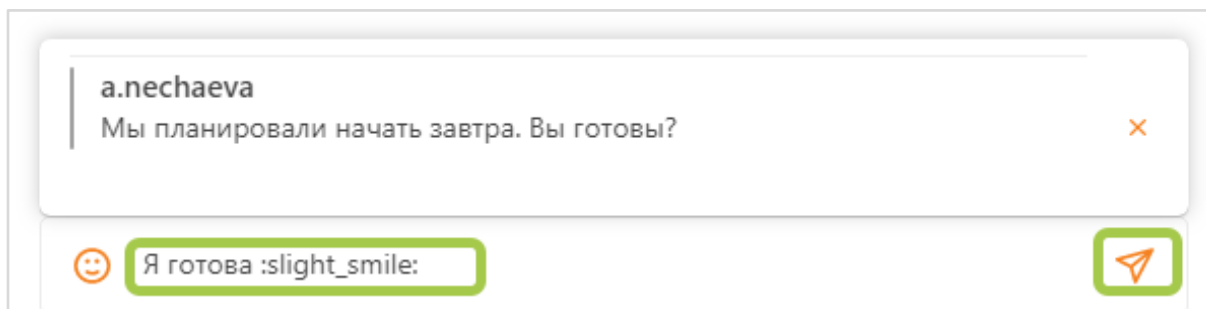 a.nechaeva
Мы планировали начать завтра. Вы готовы?
Я готова :slight_smile: